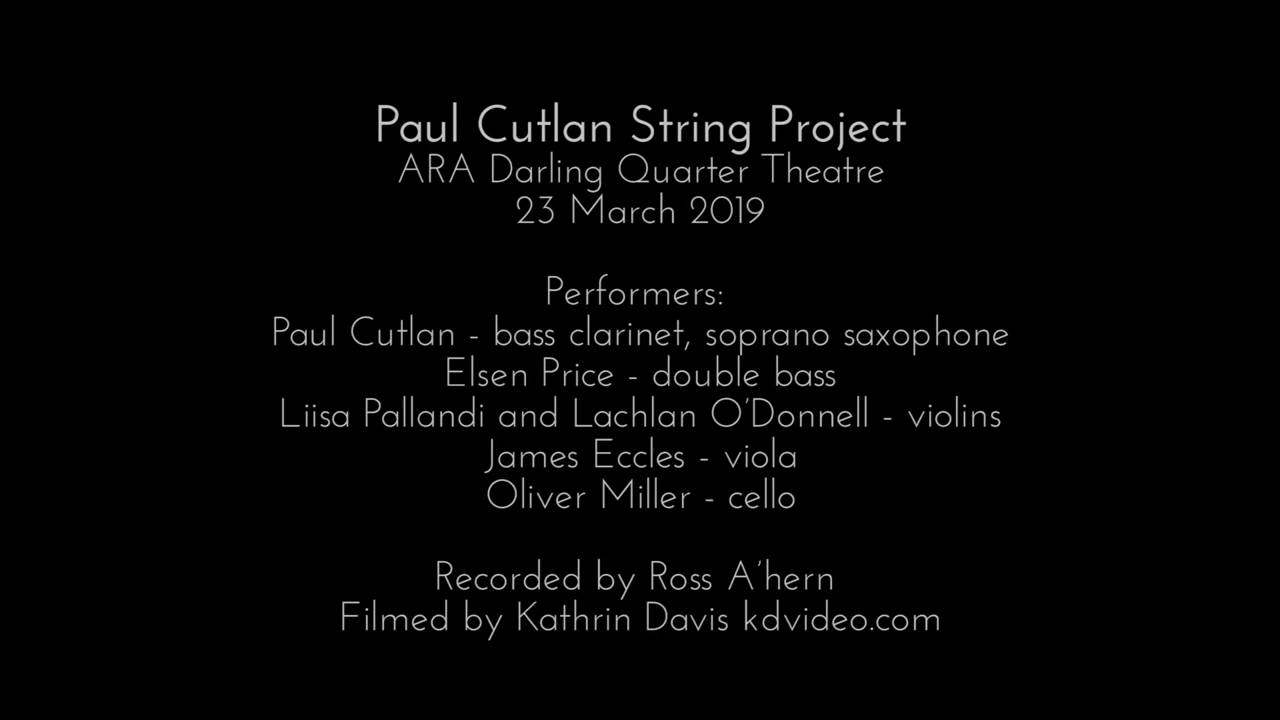 Paul Cutlan String Project
ARA Darling Quarter Theatre
23 March 2019
Performers:
Paul Cutlan - bass clarinet, soprano saxophone
Elsen Price - double bass
Liisa Pallandi and Lachlan O'Donnell - violins
James Eccles - viola
Oliver Miller - cello
Recorded by Ross A'hern
Filmed by Kathrin Davis kdvideo.com